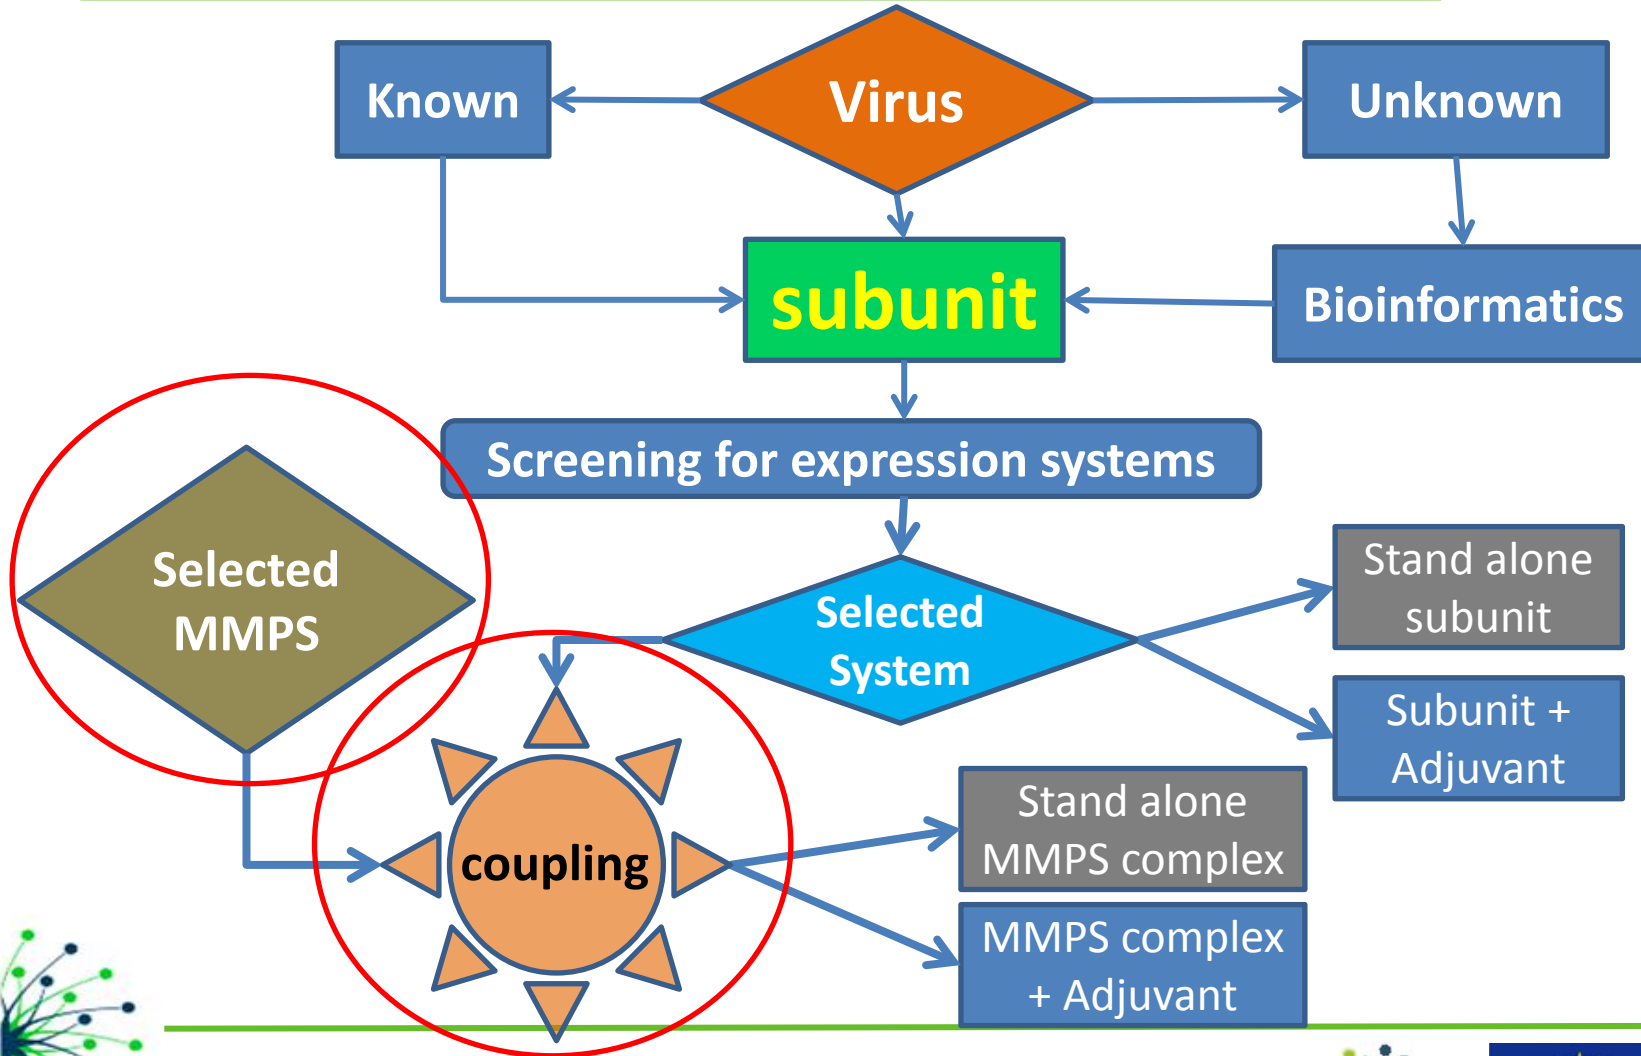 Known
Virus
Unknown
subunit
Bioinformatics
Screening for expression systems
Selected
MMPS
Selected
System
Stand alone
subunit
Subunit +
Adjuvant
coupling
Stand alone
MMPS complex
MMPS complex
+ Adjuvant